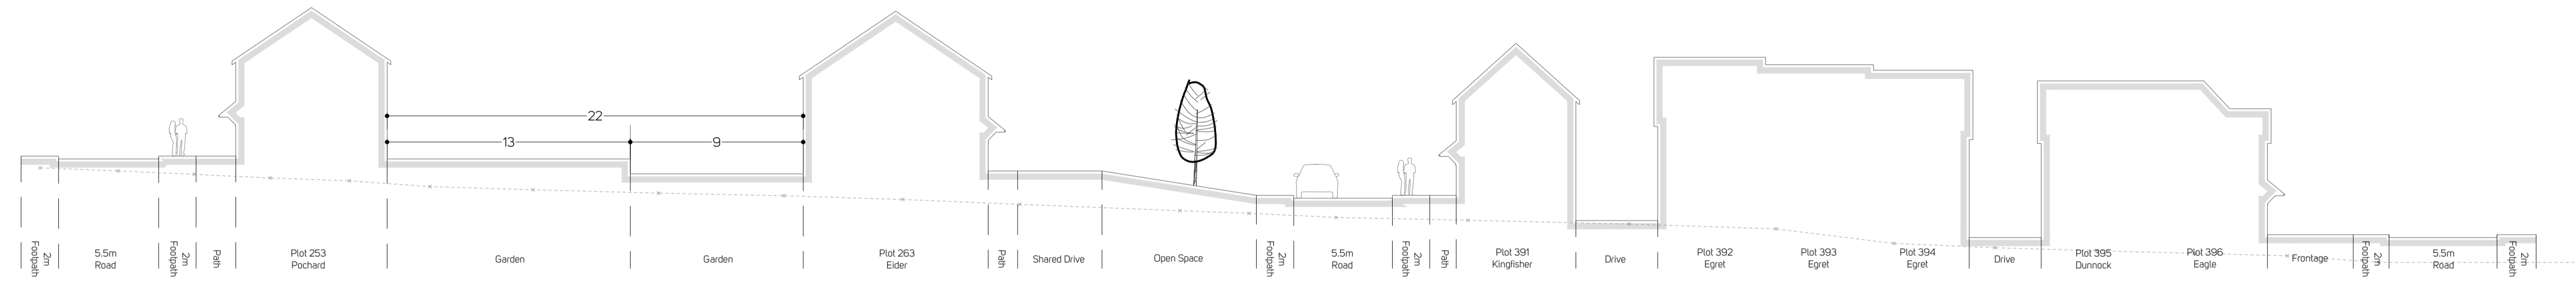 22
13
9
Footpath
2m
5.5m
Road
Footpath
2m
Path
Plot 253
Pochard
Garden
Garden
Plot 263
Eider
Path
Shared Drive
Open Space
Footpath
2m
5.5m
Road
Footpath
2m
Path
Plot 391
Kingfisher
Drive
Plot 392
Egret
Plot 393
Egret
Plot 394
Egret
Drive
Plot 395
Dunnock
Plot 396
Eagle
Frontage
Footpath
2m
5.5m
Road
Footpath
2m